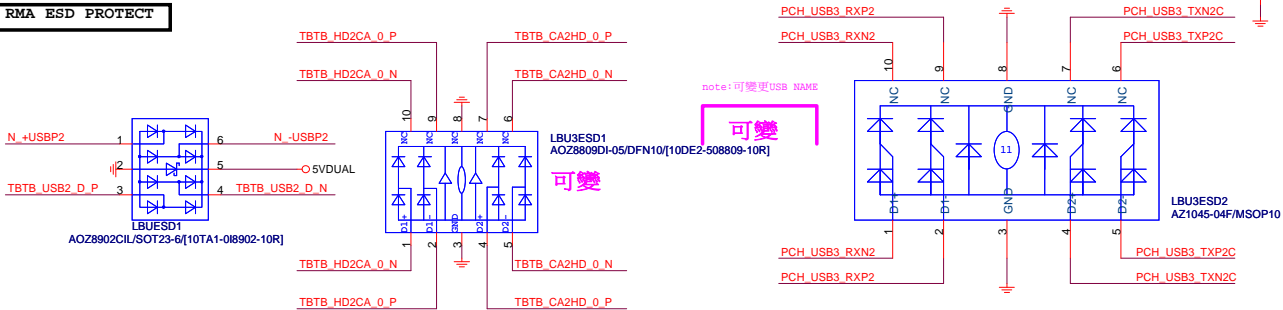 RMA ESD PROTECT
N_+USBP2
1
6
N_-USBP2
2
5
5VDUAL
TBTB_USB2_D_P
3
4
TBTB_USB2_D_N
LBUESD1
AOZ8902CIL/SOT23-6/[10TA1-0I8902-10R]
TBTB_HD2CA_0_P
TBTB_CA2HD_0_P
TBTB_HD2CA_0_N
TBTB_CA2HD_0_N
10
9
8
7
6
NC
NC
GND
NC
NC
D1+
D1-
GND
D2+
D2-
1
2
3
4
5
LBU3ESD1
AOZ8809DI-05/DFN10/[10DE2-508809-10R]
可變
TBTB_HD2CA_0_N
TBTB_CA2HD_0_N
TBTB_HD2CA_0_P
TBTB_CA2HD_0_P
note:可變更USB NAME
可變
PCH_USB3_RXP2
PCH_USB3_TXN2C
PCH_USB3_RXN2
PCH_USB3_TXP2C
10
9
8
7
6
NC
NC
GND
NC
NC
11
D1+
D1-
GND
D2+
D2-
1
2
3
4
5
LBU3ESD2
AZ1045-04F/MSOP10
PCH_USB3_RXN2
PCH_USB3_TXP2C
PCH_USB3_RXP2
PCH_USB3_TXN2C